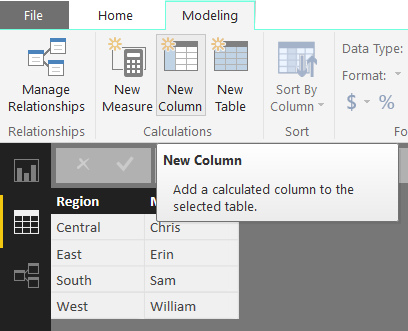 File Home Modeling
Manage Relationships
New Measure
New Column
New Table
Sort By Column
Data Type:
Format:
$ %
Relationships Calculations Sort Fo
New Column
Add a calculated column to the
selected table.
Region M
Central Chris
East Erin
South Sam
West William